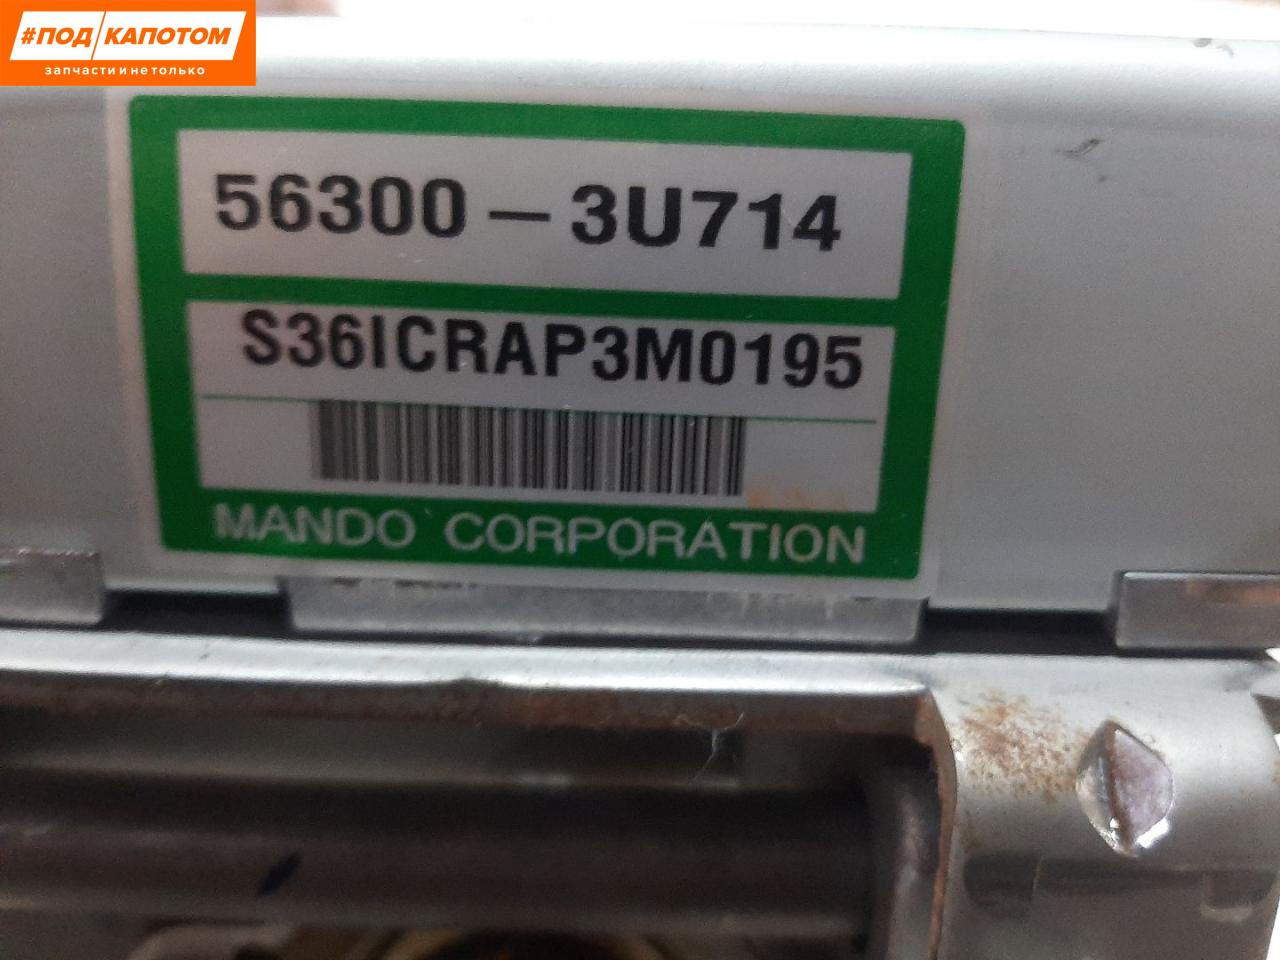 #ПОД/КАПОТОМ
запчасти и не только
56300-3U714
S36ICRAP3M0195
MANDO CORPORATION